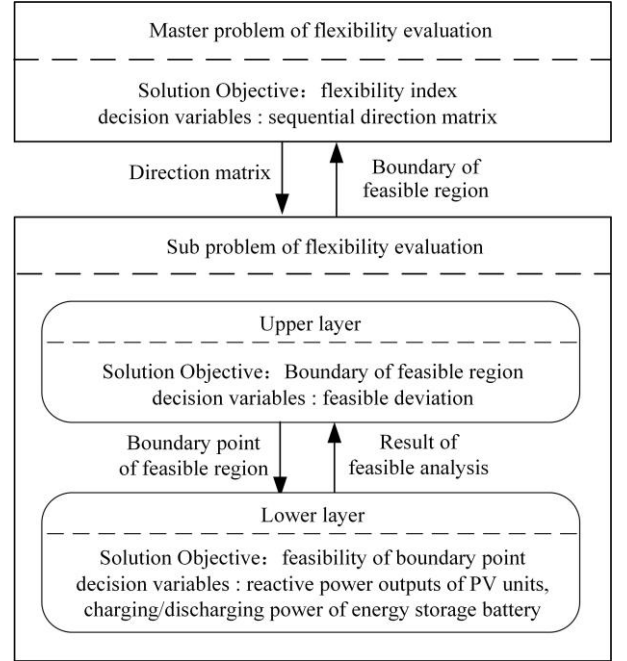 Master problem of flexibility evaluation
Solution Objective：flexibility index
decision variables : sequential direction matrix
Direction matrix
Boundary of
feasible region
Sub problem of flexibility evaluation
Upper layer
Solution Objective：Boundary of feasible region
decision variables : feasible deviation
Boundary point
of feasible region
Result of
feasible analysis
Lower layer
Solution Objective：feasibility of boundary point
decision variables : reactive power outputs of PV units,
charging/discharging power of energy storage battery